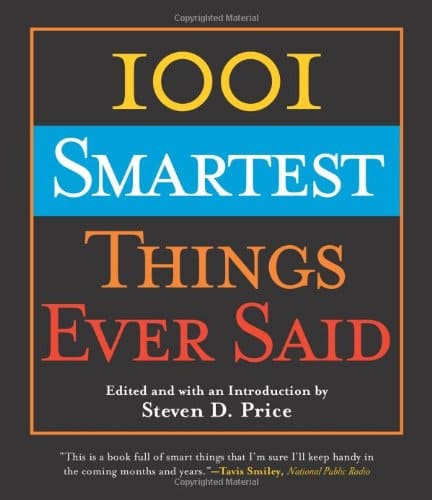 Copyrighted Material
1001
SMARTEST
THINGS
EVER SAID
Edited and with an Introduction by
Steven D. Price
"This is a book full of smart things that I'm sure I'll keep handy in
the coming months and years."—Tavis Smiley, National Public Radio
Copyrighted Material